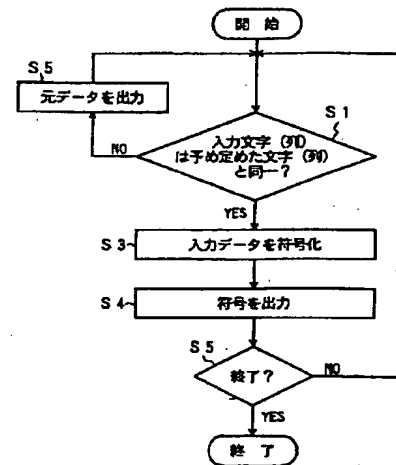 開 始
S 5
元データを出力
S 1
入力文字 (列)
は予め定めた文字 (列)
と同一?
NO
YES
S 3
入力データを符号化
S 4
符号を出力
S 5
終了?
NO
YES
終 了